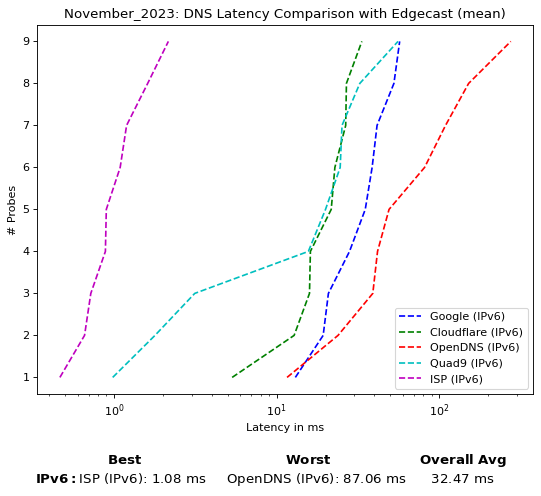 November_2023: DNS Latency Comparison with Edgecast (mean)
# Probes
9
8
7
6
5
4
3
2
1
10⁰ 10¹ 10²
Latency in ms
Google (IPv6)
Cloudflare (IPv6)
OpenDNS (IPv6)
Quad9 (IPv6)
ISP (IPv6)
Best Worst Overall Avg
IPv6: ISP (IPv6): 1.08 ms OpenDNS (IPv6): 87.06 ms 32.47 ms